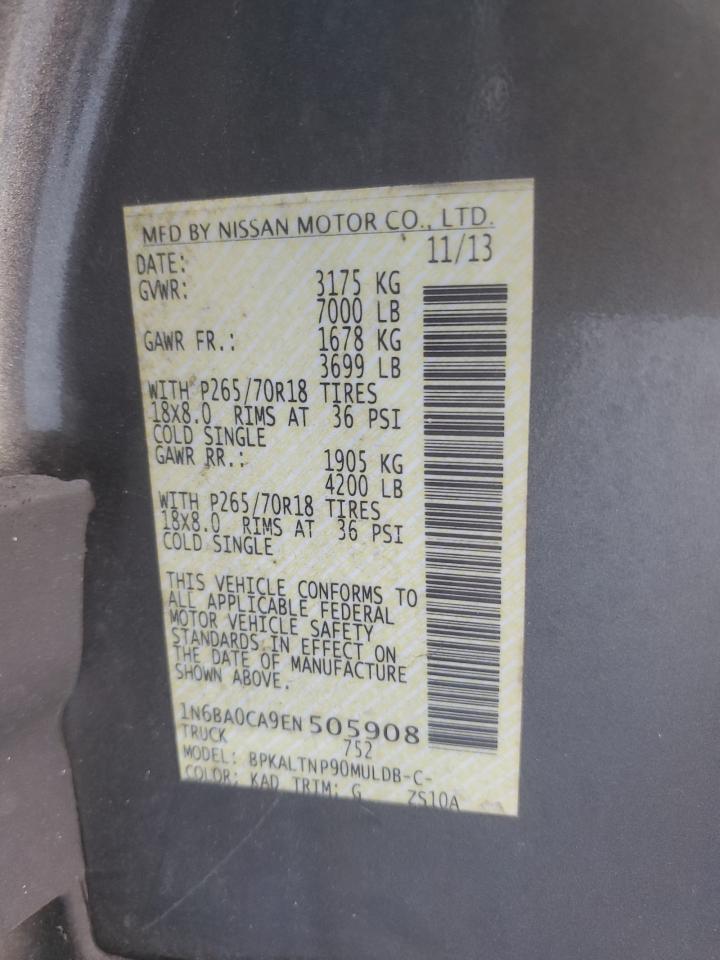 MFD BY NISSAN MOTOR CO., LTD.
DATE: 11/13
GVWR: 3175 KG
7000 LB
GAWR FR.: 1678 KG
3699 LB
WITH P265/70R18 TIRES
18X8.0 RIMS AT 36 PSI
COLD SINGLE
GAWR RR.: 1905 KG
4200 LB
WITH P265/70R18 TIRES
18X8.0 RIMS AT 36 PSI
COLD SINGLE
THIS VEHICLE CONFORMS TO
ALL APPLICABLE FEDERAL
MOTOR VEHICLE SAFETY
STANDARDS IN EFFECT ON
THE DATE OF MANUFACTURE
SHOWN ABOVE.
1N6BA0CA9EN 505908
TRUCK 752
MODEL: BPKALTNP90MULDB-C-
COLOR: KAD TRIM: G ZS10A